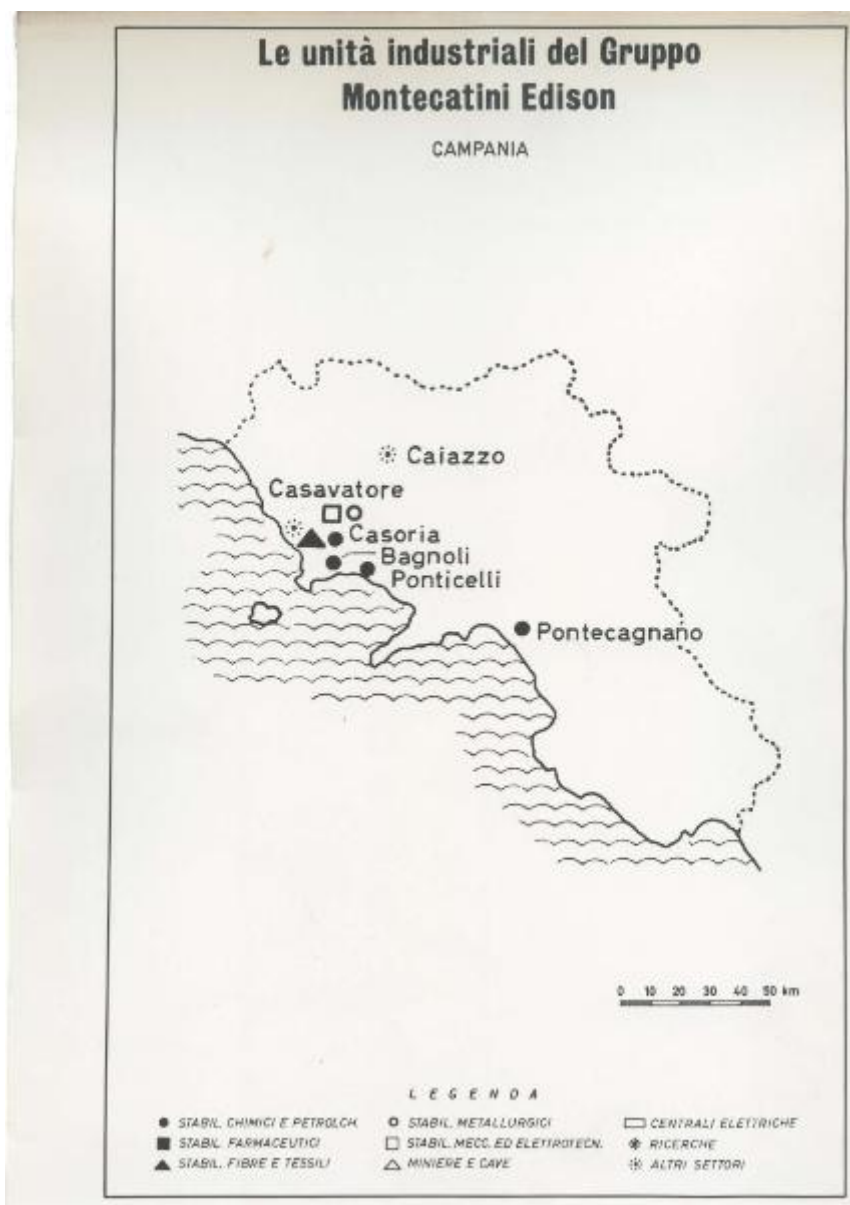 Le unità industriali del Gruppo
Montecatini Edison
CAMPANIA
Caiazzo
Casavatore
Casoria
Bagnoli
Ponticelli
Pontecagnano
0 10 20 30 40 50 km
LEGENDA
STABIL. CHIMICI E PETROLCH.
STABIL. FARMACEUTICI
STABIL. FIBRE E TESSILI
STABIL. METALLURGICI
STABIL. MECC. ED ELETTROTECN.
MINIERE E CAVE
CENTRALI ELETTRICHE
RICERCHE
ALTRI SETTORI